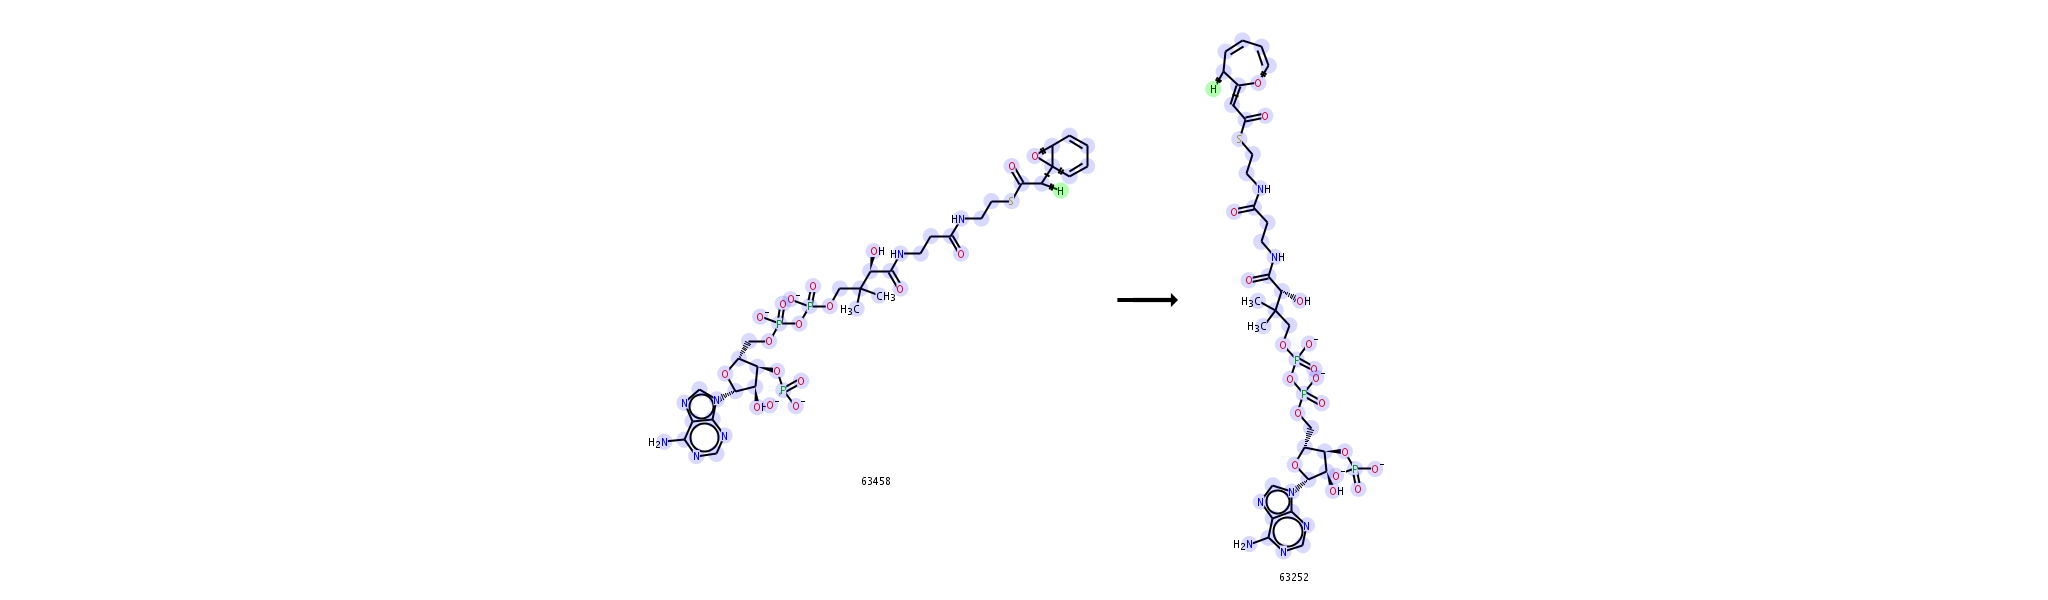 O H
H O
O O
S S
HN NH
O O
OH HN NH
O O
CH3 H3C OH
H3C H3C
O O- P O O O-
O- P O P O
O O O- P O
O O O
O O P O O O
OH O- O- O- P O-
N N OH O
H2N N N N N N
N H2N N
63458
63252